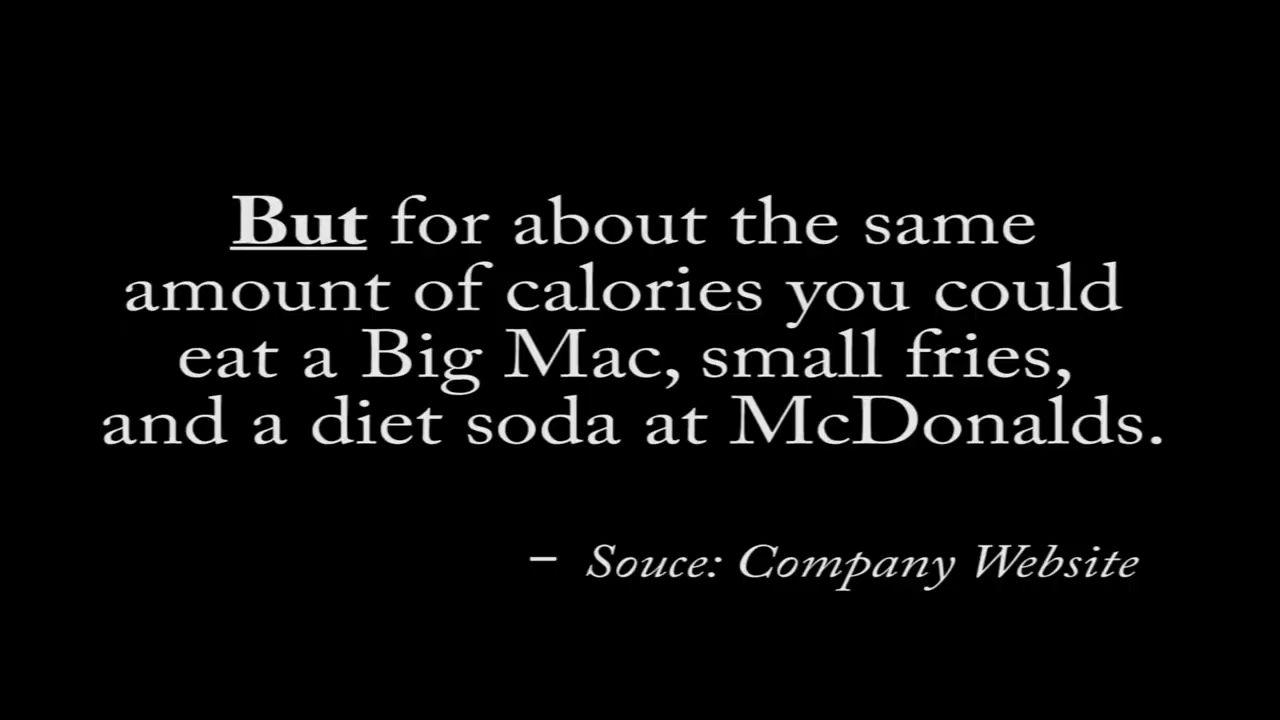 But for about the same
amount of calories you could
eat a Big Mac, small fries,
and a diet soda at McDonalds.
– Souce: Company Website